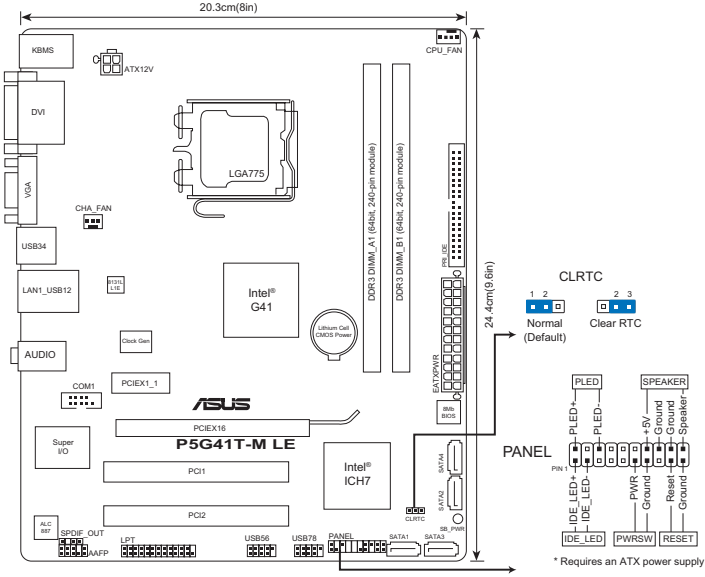 20.3cm(8in)
KBMS
CPU_FAN
ATX12V
DVI
LGA775
DDR3 DIMM_A1 (64bit, 240-pin module)
DDR3 DIMM_B1 (64bit, 240-pin module)
VGA
CHA_FAN
PRI_IDE
24.4cm(9.6in)
USB34
LAN1_USB12
8131L
L1E
Intel®
G41
Lithium Cell
CMOS Power
Clock Gen
EATXPWR
AUDIO
PCIEX1_1
COM1
ASUS
8Mb
BIOS
PCIEX16
P5G41T-M LE
Super
I/O
PCI1
Intel®
ICH7
SATA4
SATA2
CLRTC
SB_PWR
PCI2
ALC
887
SPDIF_OUT
AAFP
LPT
USB56
USB78
PANEL
SATA1
SATA3
CLRTC
1 2
2 3
Normal
(Default)
Clear RTC
PLED
SPEAKER
PLED+
PLED-
+5V
Ground
Ground
Speaker-
PANEL
PIN 1
IDE_LED+
IDE_LED-
PWR
Ground
Reset
Ground
IDE_LED
PWRSW
RESET
* Requires an ATX power supply